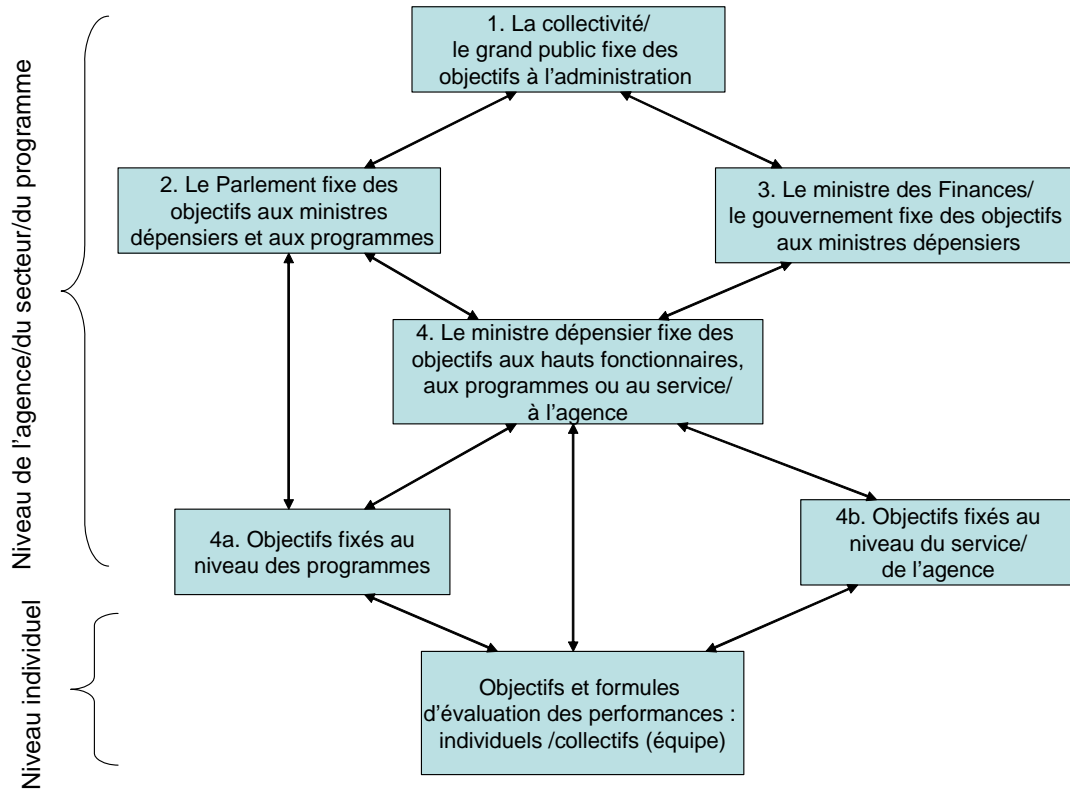 1. La collectivité/
le grand public fixe des
objectifs à l'administration
Niveau de l'agence/du secteur/du programme
2. Le Parlement fixe des
objectifs aux ministres
dépensiers et aux programmes
3. Le ministre des Finances/
le gouvernement fixe des objectifs
aux ministres dépensiers
4. Le ministre dépensier fixe des
objectifs aux hauts fonctionnaires,
aux programmes ou au service/
à l'agence
4a. Objectifs fixés au
niveau des programmes
4b. Objectifs fixés au
niveau du service/
de l'agence
Niveau individuel
Objectifs et formules
d'évaluation des performances :
individuels /collectifs (équipe)